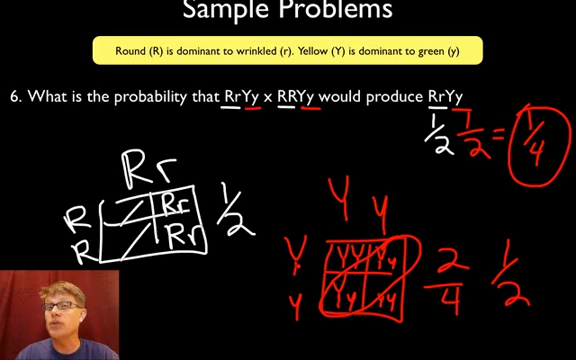 Sample Problems
Round (R) is dominant to wrinkled (r). Yellow (Y) is dominant to green (y)
6. What is the probability that RrYy x RRYy would produce RrYy
1/2 1/2 = 1/4
R r
R Rr
R Rr
1/2
Y y
Y YY Yy
y Yy yy
2/4 1/2